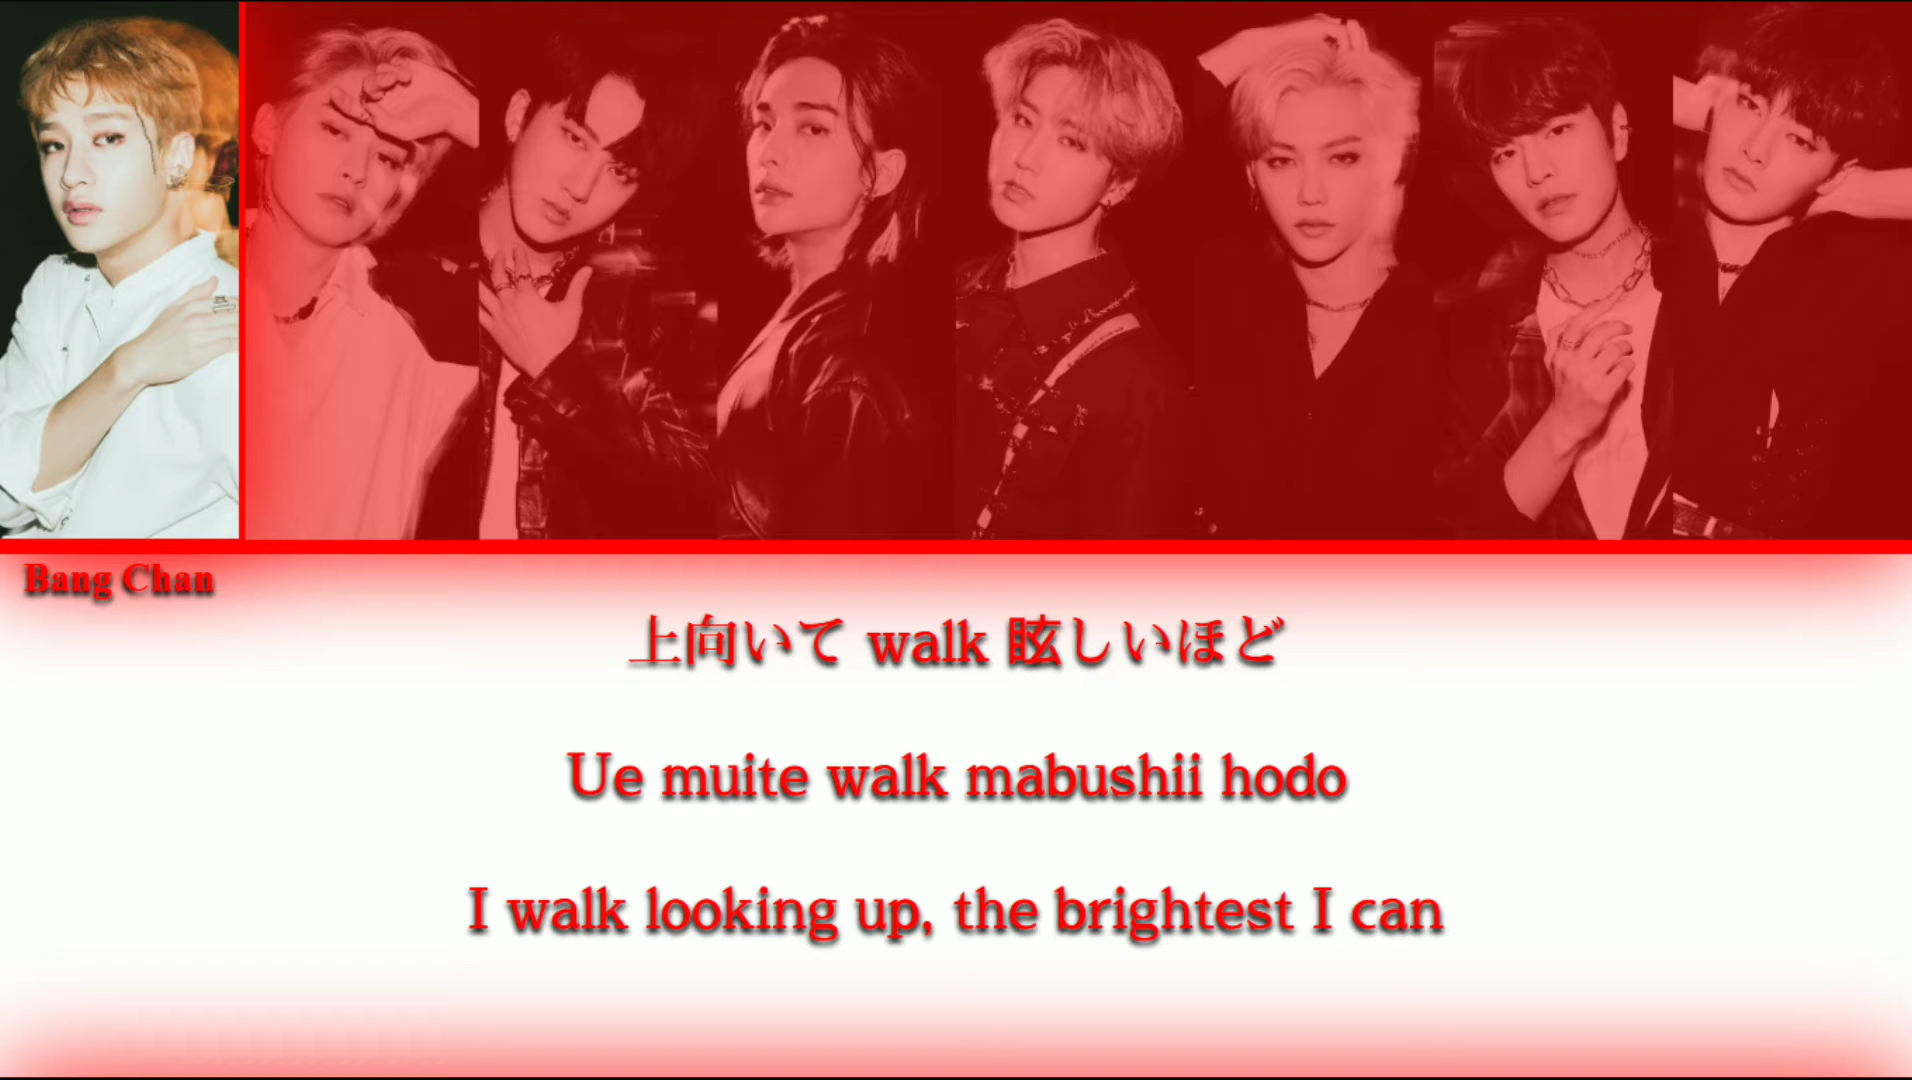 Bang Chan
上向いて walk 眩しいほど
Ue muite walk mabushii hodo
I walk looking up, the brightest I can